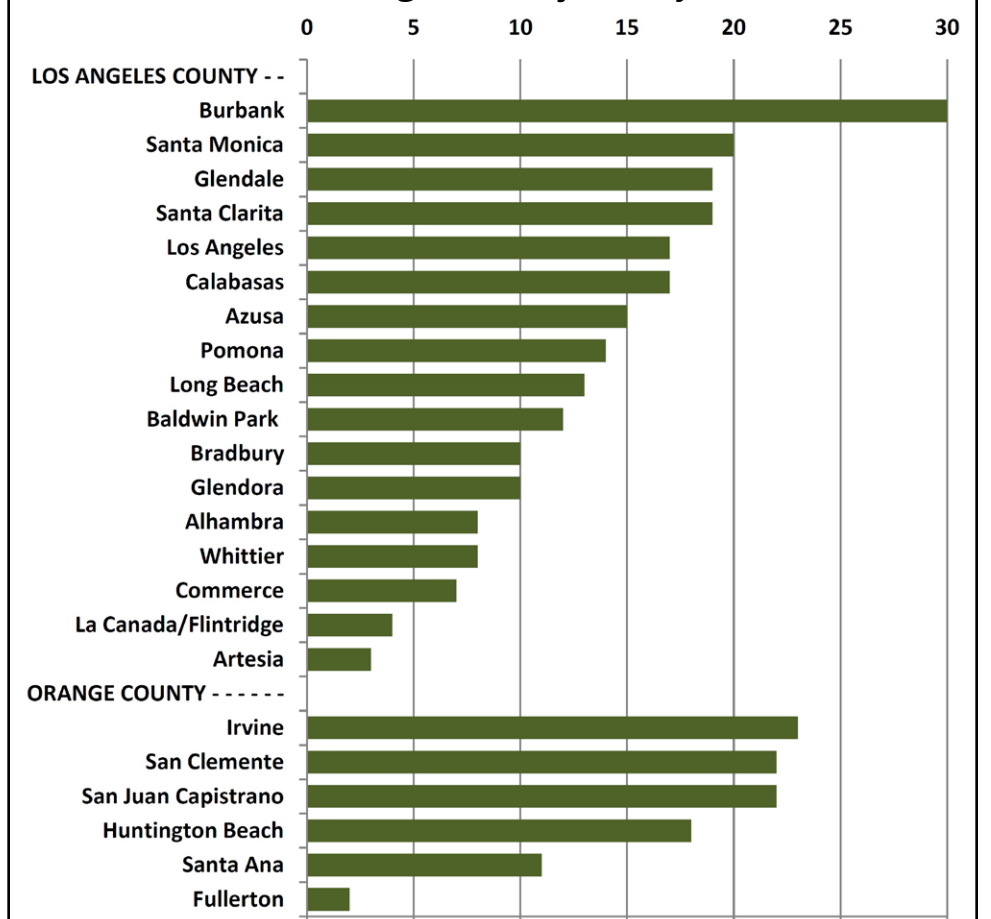 0 5 10 15 20 25 30
LOS ANGELES COUNTY - -
Burbank
Santa Monica
Glendale
Santa Clarita
Los Angeles
Calabasas
Azusa
Pomona
Long Beach
Baldwin Park
Bradbury
Glendora
Alhambra
Whittier
Commerce
La Canada/Flintridge
Artesia
ORANGE COUNTY - - - - - -
Irvine
San Clemente
San Juan Capistrano
Huntington Beach
Santa Ana
Fullerton